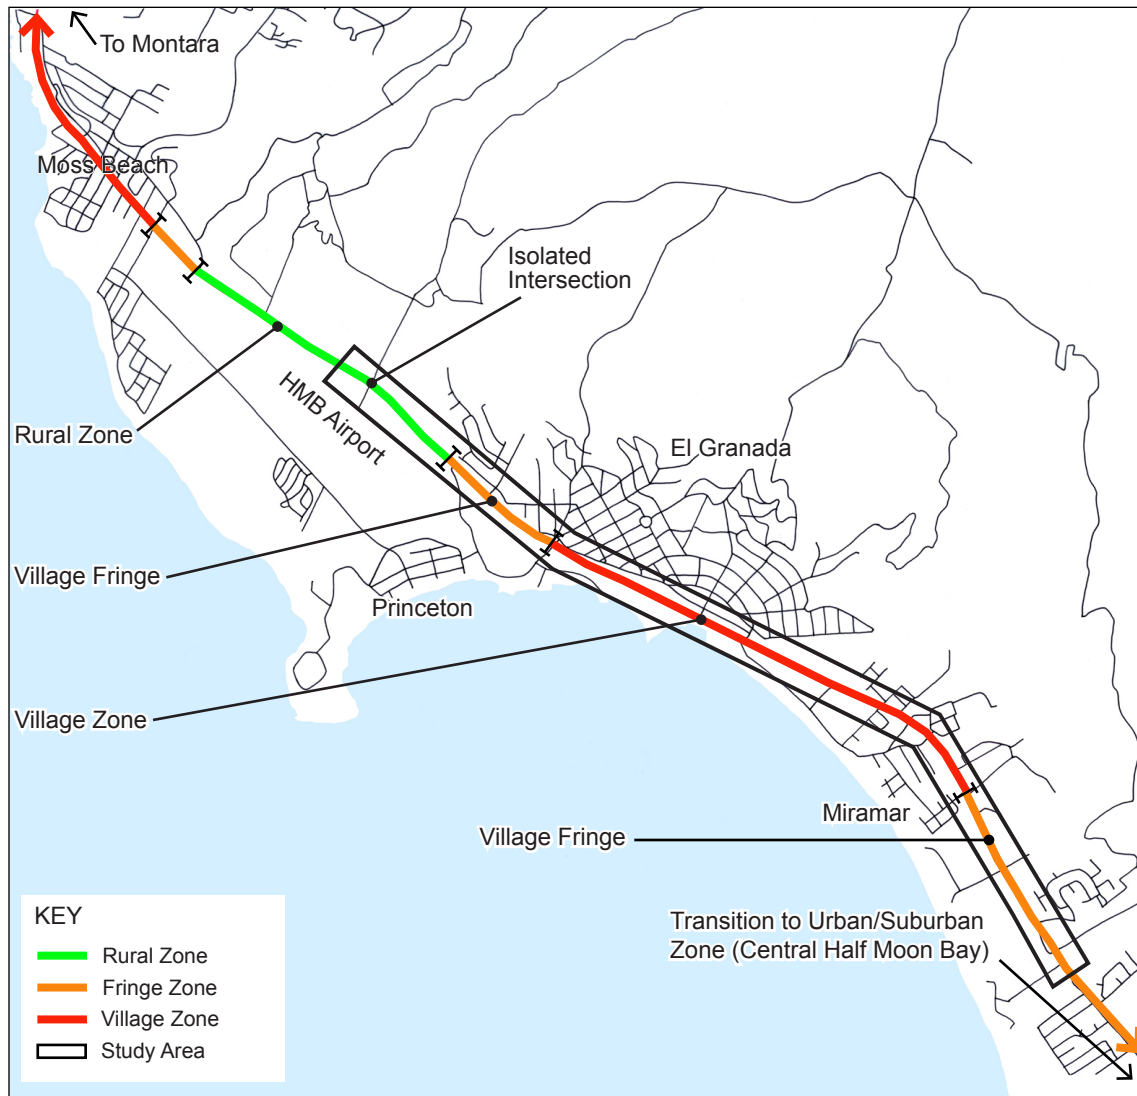 To Montara
Moss Beach
Isolated
Intersection
HMB Airport
Rural Zone
El Granada
Village Fringe
Princeton
Village Zone
Miramar
Village Fringe
Transition to Urban/Suburban
Zone (Central Half Moon Bay)
KEY
Rural Zone
Fringe Zone
Village Zone
Study Area